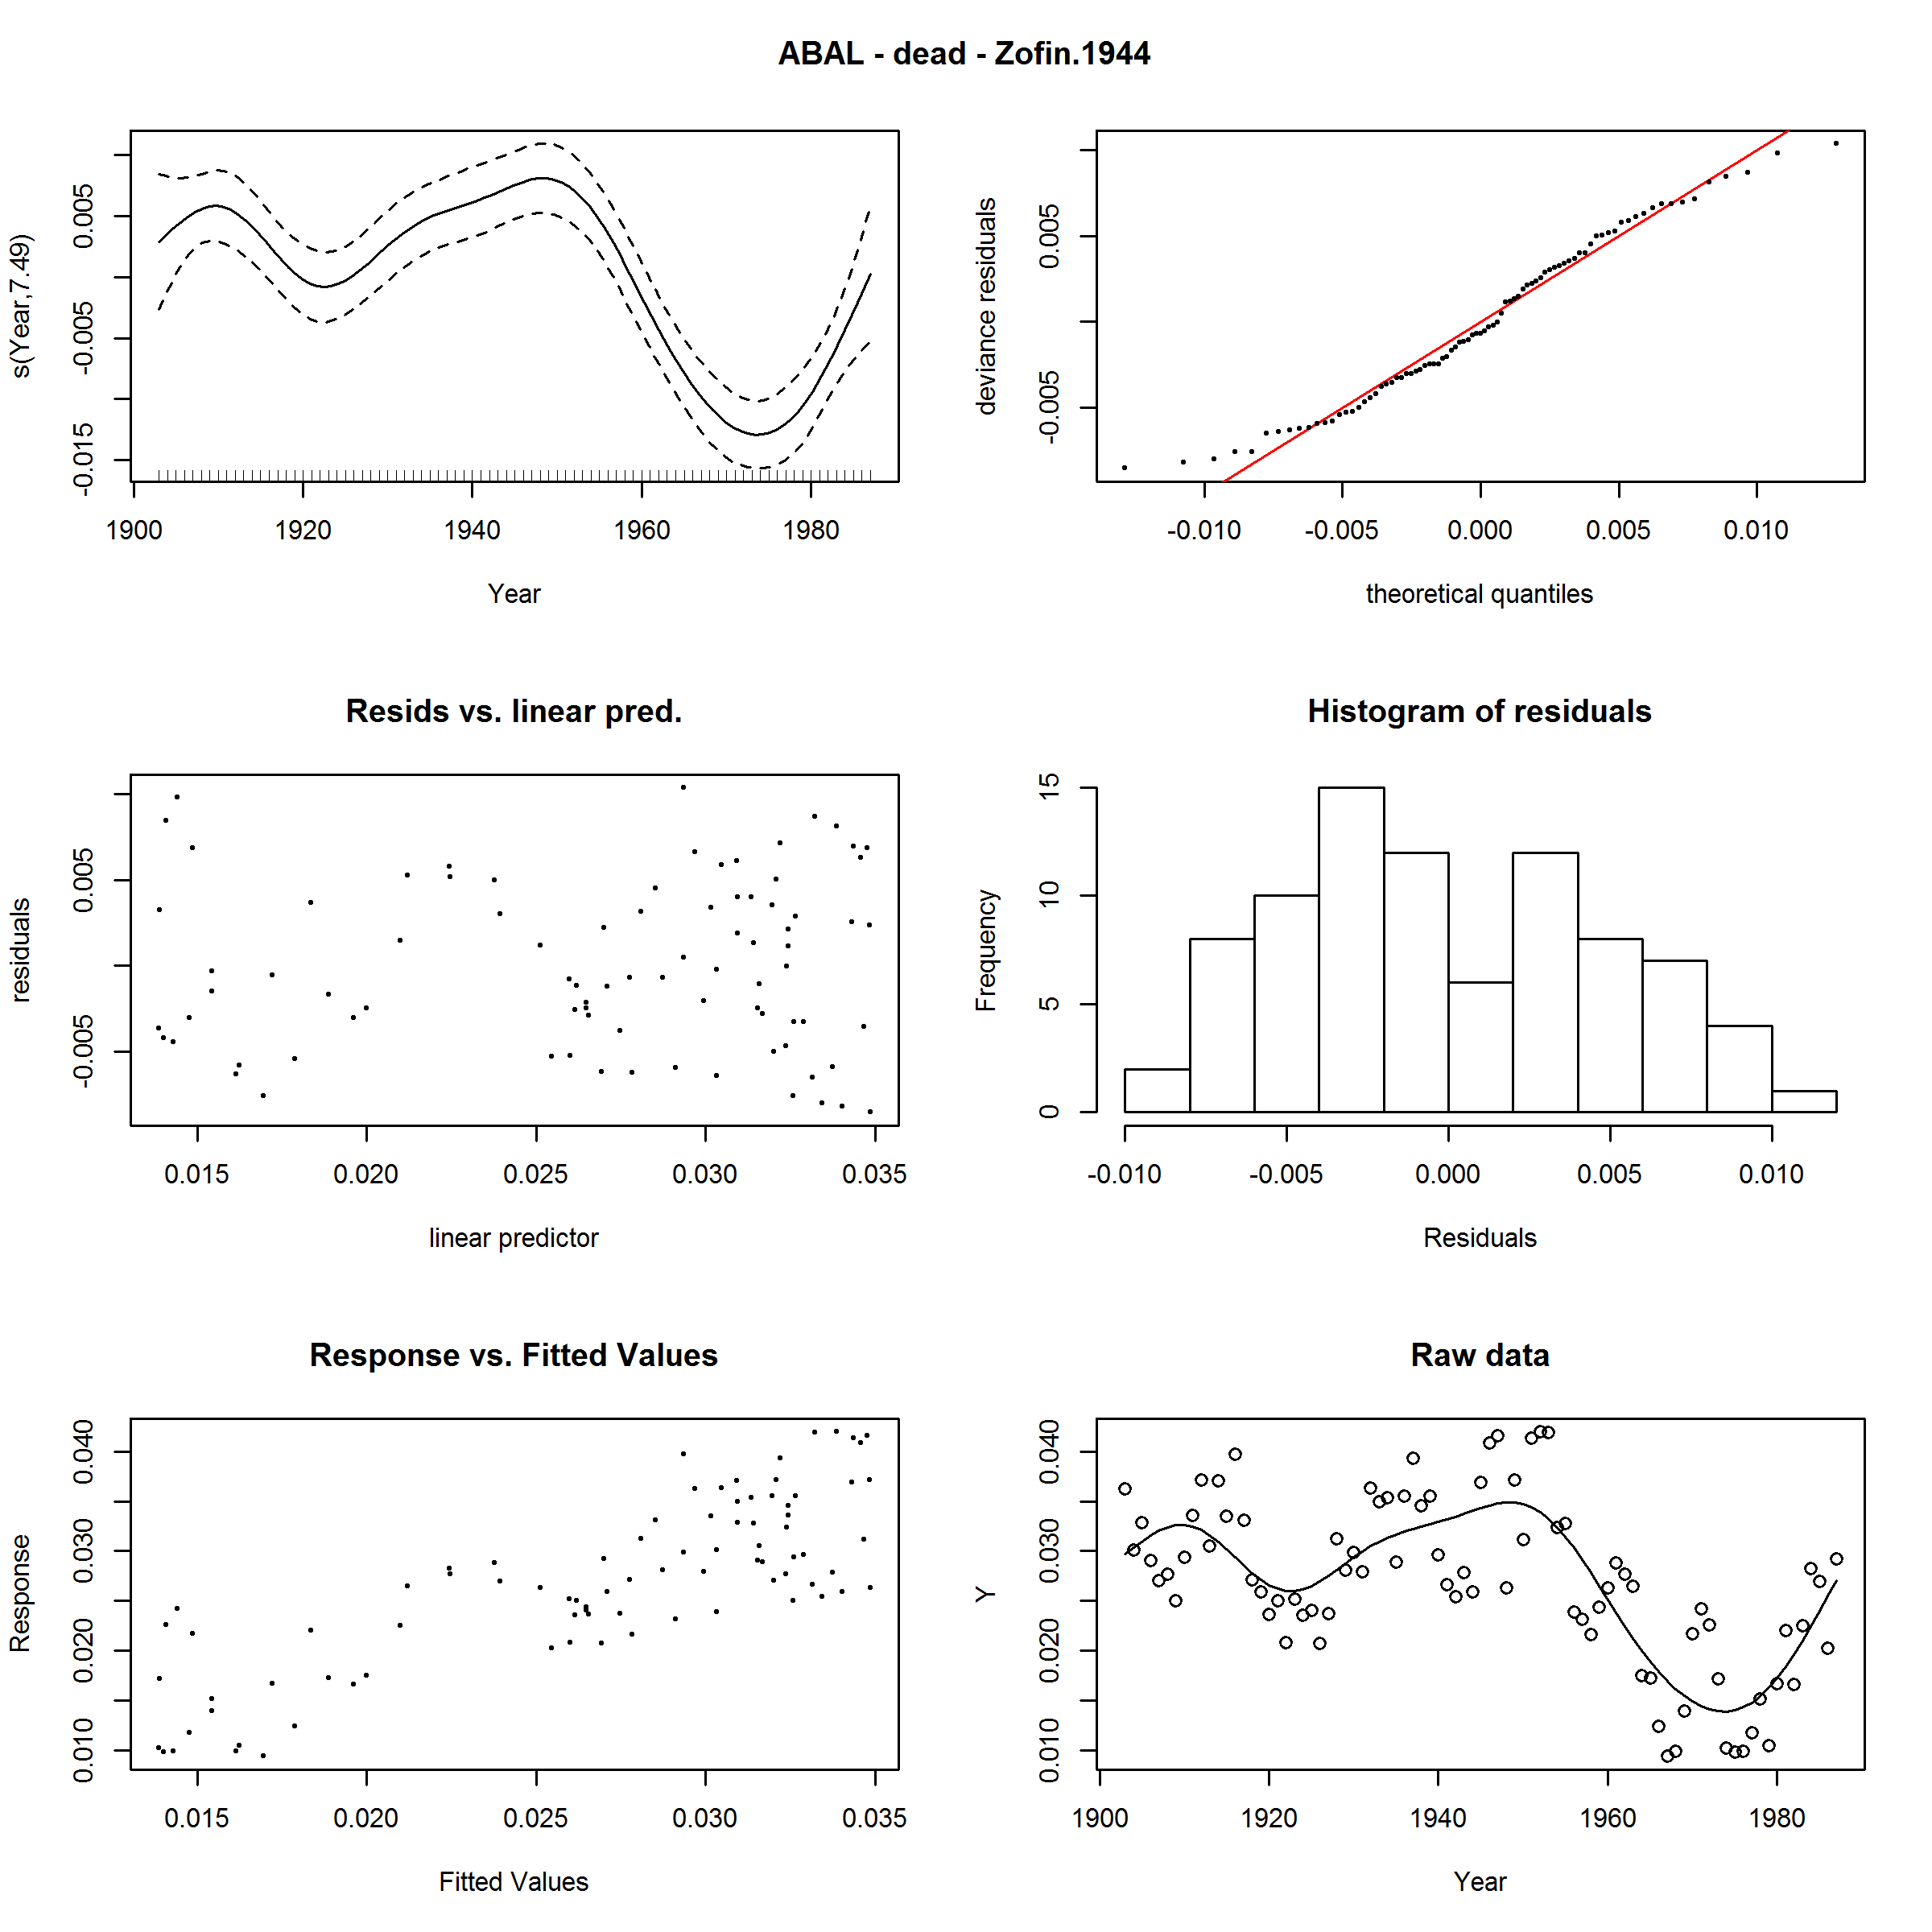 ABAL - dead - Zofin.1944
s(Year,7.49)
-0.015
-0.005
0.005
1900
1920
1940
1960
1980
Year
deviance residuals
-0.005
0.005
-0.010
-0.005
0.000
0.005
0.010
theoretical quantiles
Resids vs. linear pred.
residuals
-0.005
0.005
0.015
0.020
0.025
0.030
0.035
linear predictor
Histogram of residuals
Frequency
0
5
10
15
-0.010
-0.005
0.000
0.005
0.010
Residuals
Response vs. Fitted Values
Response
0.010
0.020
0.030
0.040
0.015
0.020
0.025
0.030
0.035
Fitted Values
Raw data
Y
0.010
0.020
0.030
0.040
1900
1920
1940
1960
1980
Year